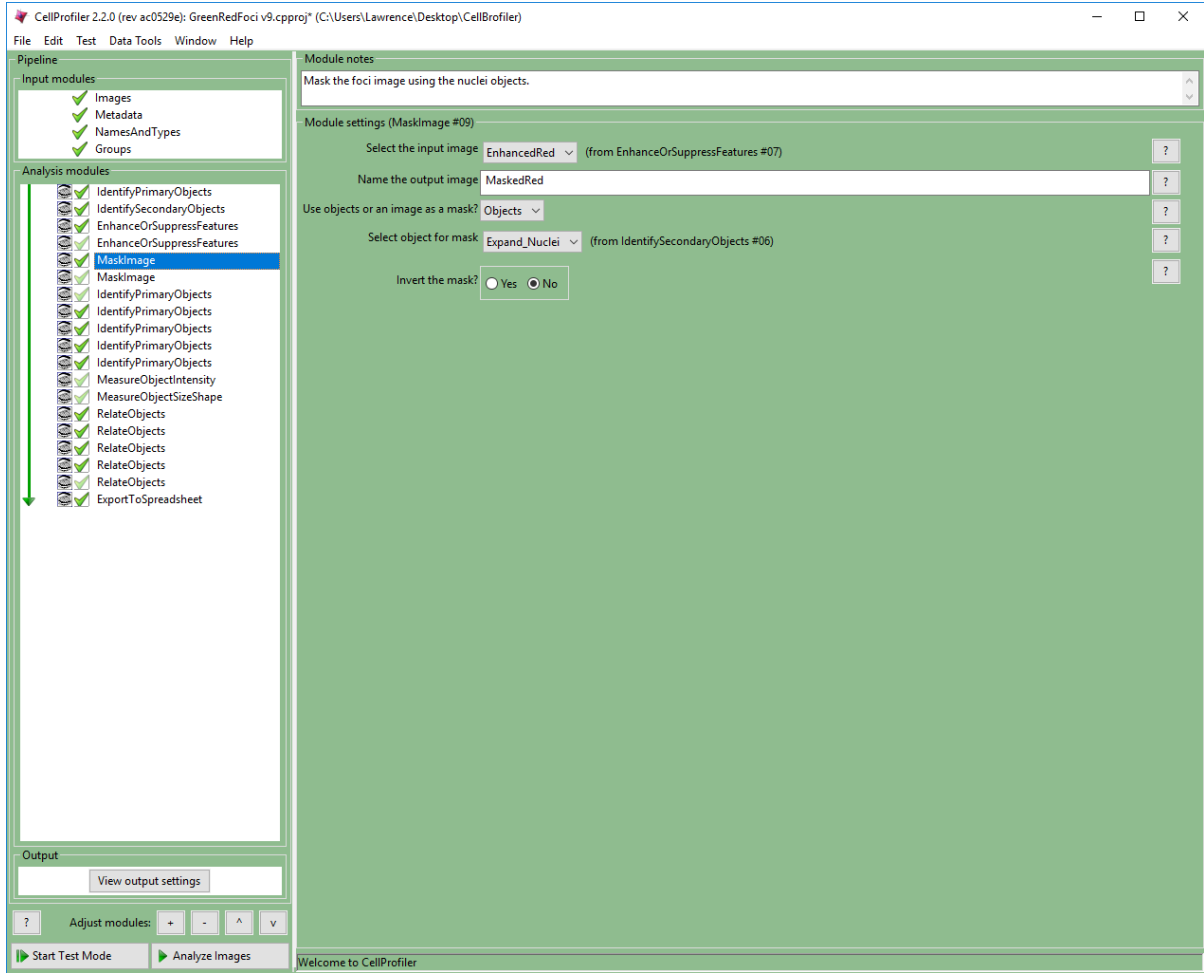 CellProfiler 2.2.0 (rev ac0529e): GreenRedFoci v9.cpproj* (C:\Users\Lawrence\Desktop\CellBrofiler)
File Edit Test Data Tools Window Help
Pipeline
Input modules
Images
Metadata
NamesAndTypes
Groups
Analysis modules
IdentifyPrimaryObjects
IdentifySecondaryObjects
EnhanceOrSuppressFeatures
EnhanceOrSuppressFeatures
MaskImage
MaskImage
IdentifyPrimaryObjects
IdentifyPrimaryObjects
IdentifyPrimaryObjects
IdentifyPrimaryObjects
IdentifyPrimaryObjects
MeasureObjectIntensity
MeasureObjectSizeShape
RelateObjects
RelateObjects
RelateObjects
RelateObjects
RelateObjects
ExportToSpreadsheet
Output
View output settings
? Adjust modules: + - ^ v
Start Test Mode Analyze Images
Module notes
Mask the foci image using the nuclei objects.
Module settings (MaskImage #09)
Select the input image EnhancedRed (from EnhanceOrSuppressFeatures #07) ?
Name the output image MaskedRed ?
Use objects or an image as a mask? Objects ?
Select object for mask Expand_Nuclei (from IdentifySecondaryObjects #06) ?
Invert the mask? Yes No ?
Welcome to CellProfiler